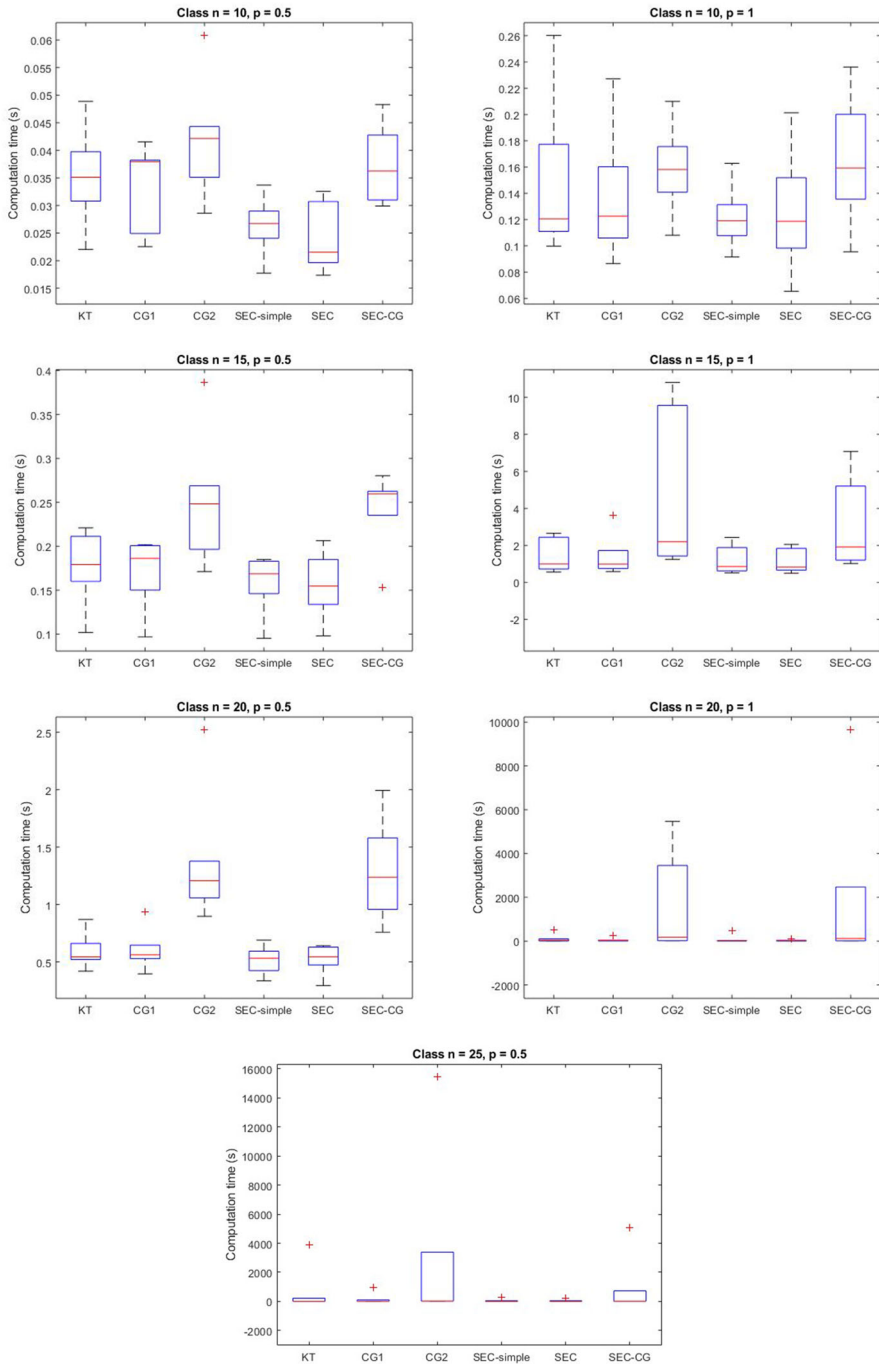 Class n = 10, p = 0.5
Computation time (s)
0.06
0.055
0.05
0.045
0.04
0.035
0.03
0.025
0.02
0.015
KT CG1 CG2 SEC-simple SEC SEC-CG
Class n = 10, p = 1
Computation time (s)
0.26
0.24
0.22
0.2
0.18
0.16
0.14
0.12
0.1
0.08
0.06
KT CG1 CG2 SEC-simple SEC SEC-CG
Class n = 15, p = 0.5
Computation time (s)
0.4
0.35
0.3
0.25
0.2
0.15
0.1
KT CG1 CG2 SEC-simple SEC SEC-CG
Class n = 15, p = 1
Computation time (s)
10
8
6
4
2
0
-2
KT CG1 CG2 SEC-simple SEC SEC-CG
Class n = 20, p = 0.5
Computation time (s)
2.5
2
1.5
1
0.5
KT CG1 CG2 SEC-simple SEC SEC-CG
Class n = 20, p = 1
Computation time (s)
10000
8000
6000
4000
2000
0
-2000
KT CG1 CG2 SEC-simple SEC SEC-CG
Class n = 25, p = 0.5
Computation time (s)
16000
14000
12000
10000
8000
6000
4000
2000
0
-2000
KT CG1 CG2 SEC-simple SEC SEC-CG